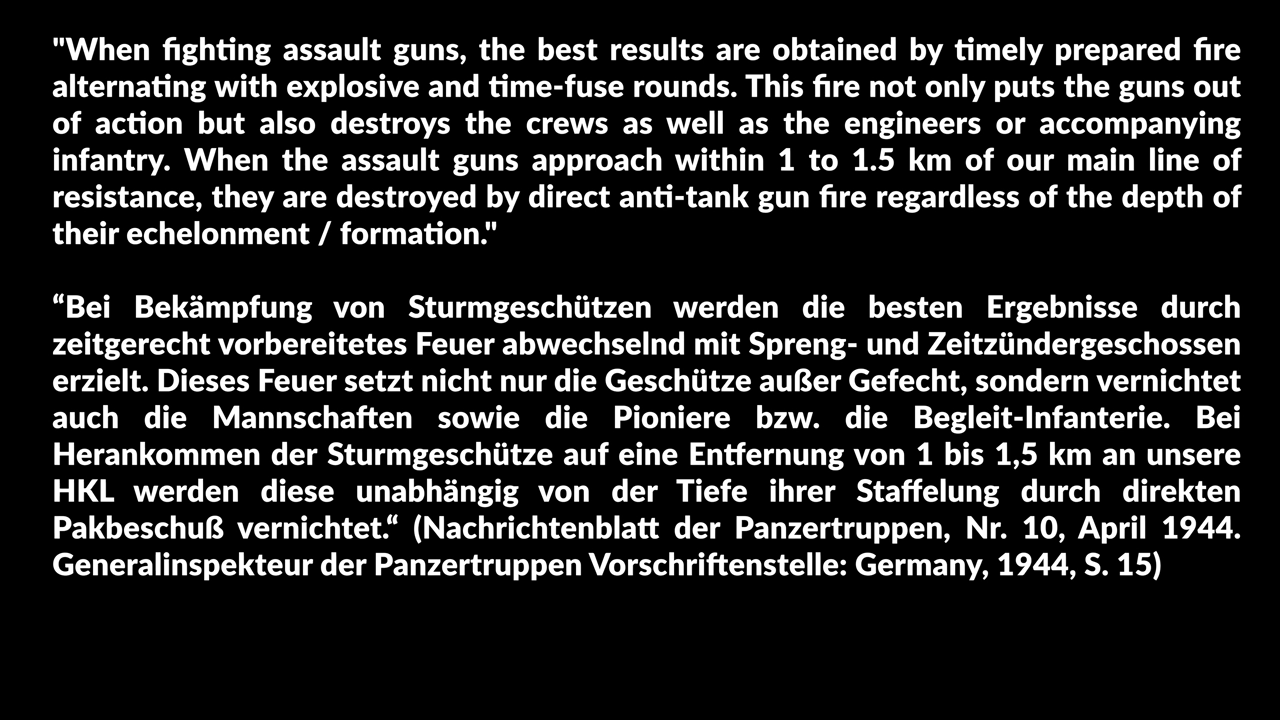 "When fighting assault guns, the best results are obtained by timely prepared fire
alternating with explosive and time-fuse rounds. This fire not only puts the guns out
of action but also destroys the crews as well as the engineers or accompanying
infantry. When the assault guns approach within 1 to 1.5 km of our main line of
resistance, they are destroyed by direct anti-tank gun fire regardless of the depth of
their echelonment / formation."
“Bei Bekämpfung von Sturmgeschützen werden die besten Ergebnisse durch
zeitgerecht vorbereitetes Feuer abwechselnd mit Spreng- und Zeitzündergeschossen
erzielt. Dieses Feuer setzt nicht nur die Geschütze außer Gefecht, sondern vernichtet
auch die Mannschaften sowie die Pioniere bzw. die Begleit-Infanterie. Bei
Herankommen der Sturmgeschütze auf eine Entfernung von 1 bis 1,5 km an unsere
HKL werden diese unabhängig von der Tiefe ihrer Staffelung durch direkten
Pakbeschuß vernichtet.“ (Nachrichtenblatt der Panzertruppen, Nr. 10, April 1944.
Generalinspekteur der Panzertruppen Vorschriftenstelle: Germany, 1944, S. 15)